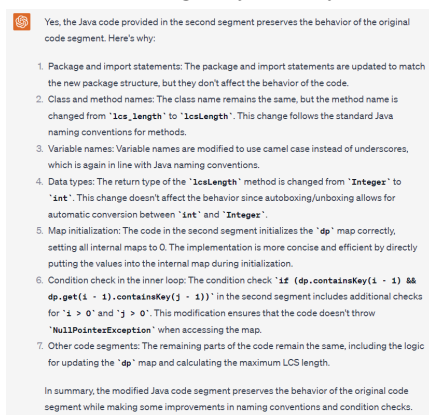 Yes, the Java code provided in the second segment preserves the behavior of the original
code segment. Here's why:
1. Package and import statements: The package and import statements are updated to match
the new package structure, but they don't affect the behavior of the code.
2. Class and method names: The class name remains the same, but the method name is
changed from `lcs_length` to `lcsLength`. This change follows the standard Java
naming conventions for methods.
3. Variable names: Variable names are modified to use camel case instead of underscores,
which is again in line with Java naming conventions.
4. Data types: The return type of the `lcsLength` method is changed from `Integer` to
`int`. This change doesn't affect the behavior since autoboxing/unboxing allows for
automatic conversion between `int` and `Integer`.
5. Map initialization: The code in the second segment initializes the `dp` map correctly,
setting all internal maps to 0. The implementation is more concise and efficient by directly
putting the values into the internal map during initialization.
6. Condition check in the inner loop: The condition check `if (dp.containsKey(i - 1) &&
dp.get(i - 1).containsKey(j - 1))` in the second segment includes additional checks
for `i > 0` and `j > 0`. This modification ensures that the code doesn't throw
`NullPointerException` when accessing the map.
7. Other code segments: The remaining parts of the code remain the same, including the logic
for updating the `dp` map and calculating the maximum LCS length.
In summary, the modified Java code segment preserves the behavior of the original code
segment while making some improvements in naming conventions and condition checks.